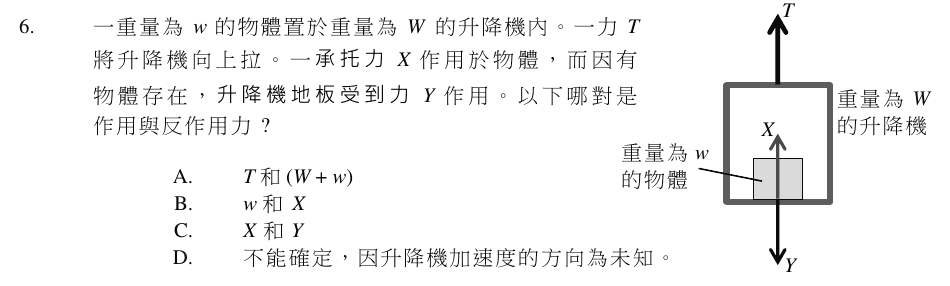 6. 一重量為 w 的物體置於重量為 W 的升降機內。一力 T
將升降機向上拉。一承托力 X 作用於物體，而因有
物體存在，升降機地板受到力 Y 作用。以下哪對是
作用與反作用力？
A. T 和 (W + w)
B. w 和 X
C. X 和 Y
D. 不能確定，因升降機加速度的方向為未知。
T
重量為 W
的升降機
X
重量為 w
的物體
Y